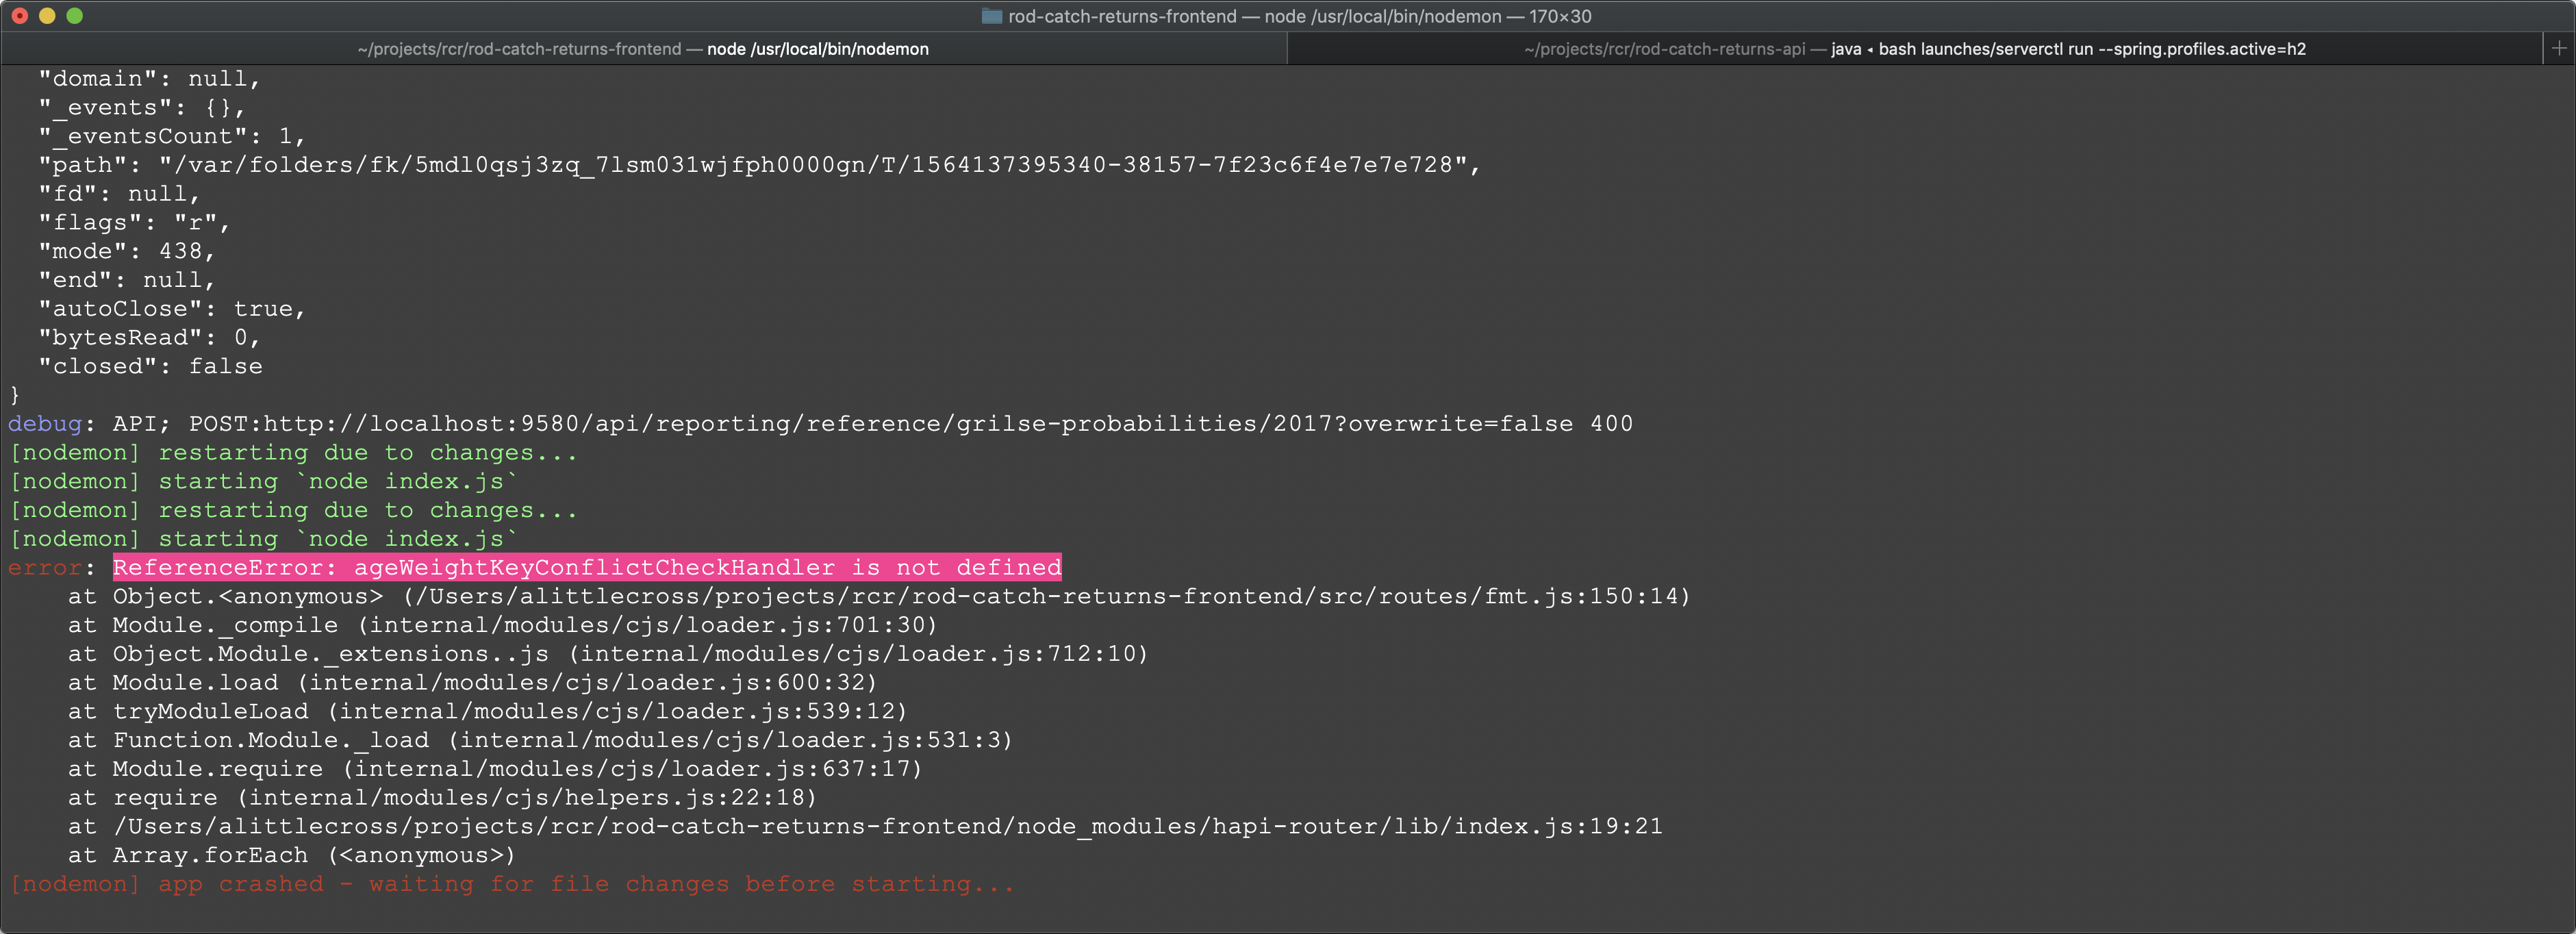 rod-catch-returns-frontend — node /usr/local/bin/nodemon — 170×30
~/projects/rcr/rod-catch-returns-frontend — node /usr/local/bin/nodemon
~/projects/rcr/rod-catch-returns-api — java ◂ bash launches/serverctl run --spring.profiles.active=h2
+
"domain": null,
"_events": {},
"_eventsCount": 1,
"path": "/var/folders/fk/5mdl0qsj3zq_7lsm031wjfph0000gn/T/1564137395340-38157-7f23c6f4e7e7e728",
"fd": null,
"flags": "r",
"mode": 438,
"end": null,
"autoClose": true,
"bytesRead": 0,
"closed": false
}
debug: API; POST:http://localhost:9580/api/reporting/reference/grilse-probabilities/2017?overwrite=false 400
[nodemon] restarting due to changes...
[nodemon] starting `node index.js`
[nodemon] restarting due to changes...
[nodemon] starting `node index.js`
error: ReferenceError: ageWeightKeyConflictCheckHandler is not defined
at Object.<anonymous> (/Users/alittlecross/projects/rcr/rod-catch-returns-frontend/src/routes/fmt.js:150:14)
at Module._compile (internal/modules/cjs/loader.js:701:30)
at Object.Module._extensions..js (internal/modules/cjs/loader.js:712:10)
at Module.load (internal/modules/cjs/loader.js:600:32)
at tryModuleLoad (internal/modules/cjs/loader.js:539:12)
at Function.Module._load (internal/modules/cjs/loader.js:531:3)
at Module.require (internal/modules/cjs/loader.js:637:17)
at require (internal/modules/cjs/helpers.js:22:18)
at /Users/alittlecross/projects/rcr/rod-catch-returns-frontend/node_modules/hapi-router/lib/index.js:19:21
at Array.forEach (<anonymous>)
[nodemon] app crashed - waiting for file changes before starting...